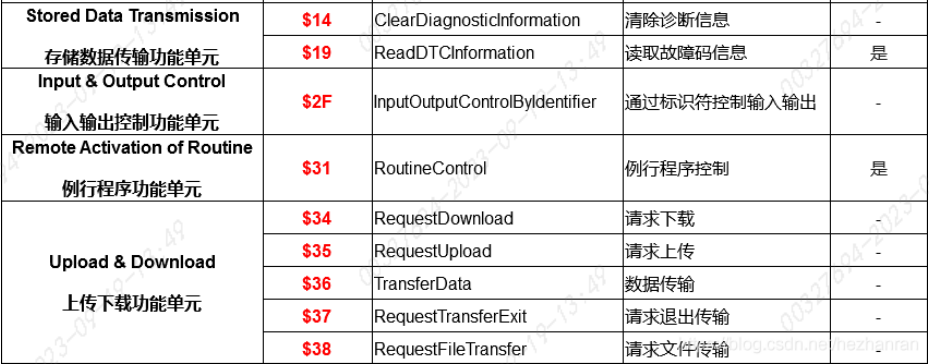 Stored Data Transmission
存储数据传输功能单元
$14 ClearDiagnosticInformation 清除诊断信息 -
$19 ReadDTCInformation 读取故障码信息 是
Input & Output Control
输入输出控制功能单元
$2F InputOutputControlByIdentifier 通过标识符控制输入输出 -
Remote Activation of Routine
例行程序功能单元
$31 RoutineControl 例行程序控制 是
Upload & Download
上传下载功能单元
$34 RequestDownload 请求下载 -
$35 RequestUpload 请求上传 -
$36 TransferData 数据传输 -
$37 RequestTransferExit 请求退出传输 -
$38 RequestFileTransfer 请求文件传输 -